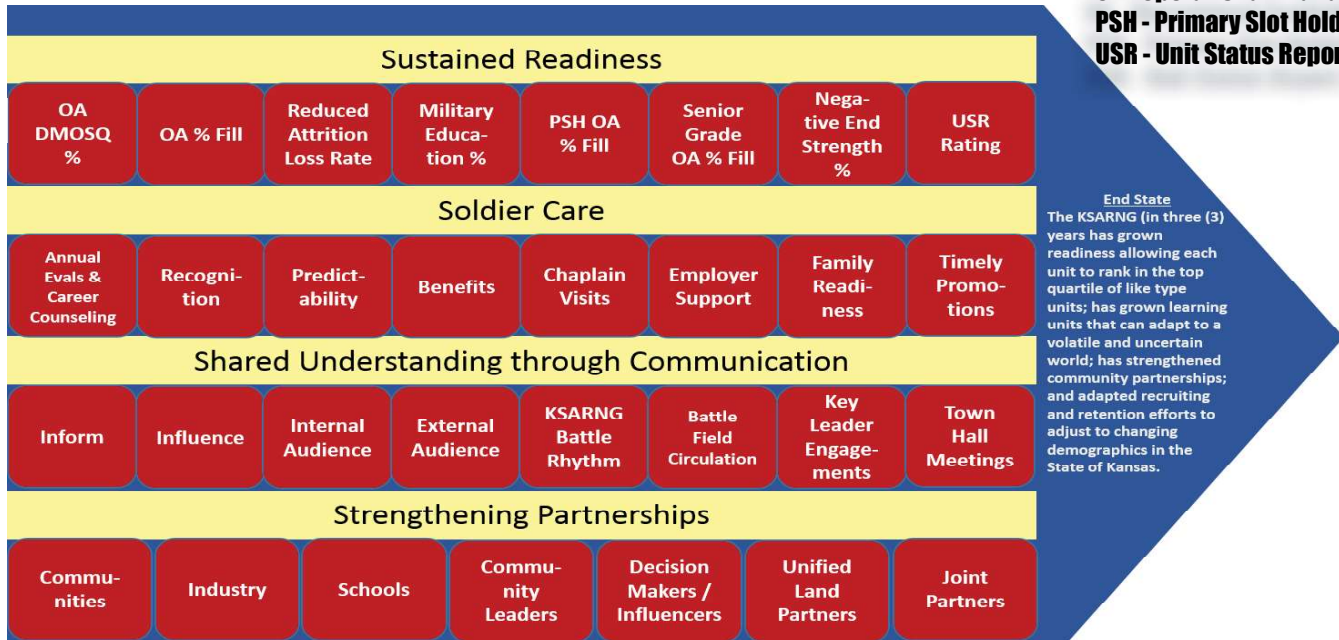 PSH - Primary Slot
USR - Unit Status
Sustained Readiness
OA
DMOSQ
%
OA % Fill
Reduced
Attrition
Loss Rate
Military
Educa-
tion %
PSH OA
% Fill
Senior
Grade
OA % Fill
Nega-
tive End
Strength
%
USR
Rating
Soldier Care
Annual
Evals &
Career
Counseling
Recogni-
tion
Predict-
ability
Benefits
Chaplain
Visits
Employer
Support
Family
Readi-
ness
Timely
Promo-
tions
Shared Understanding through Communication
Inform
Influence
Internal
Audience
External
Audience
KSARNG
Battle
Rhythm
Battle
Field
Circulation
Key
Leader
Engage-
ments
Town
Hall
Meetings
Strengthening Partnerships
Commu-
nities
Industry
Schools
Commu-
nity
Leaders
Decision
Makers /
Influencers
Unified
Land
Partners
Joint
Partners
End State
The KSARNG (in three (3)
years has grown
readiness allowing each
unit to rank in the top
quartile of like type
units; has grown learning
units that can adapt to a
volatile and uncertain
world; has strengthened
community partnerships;
and adapted recruiting
and retention efforts to
adjust to changing
demographics in the
State of Kansas.